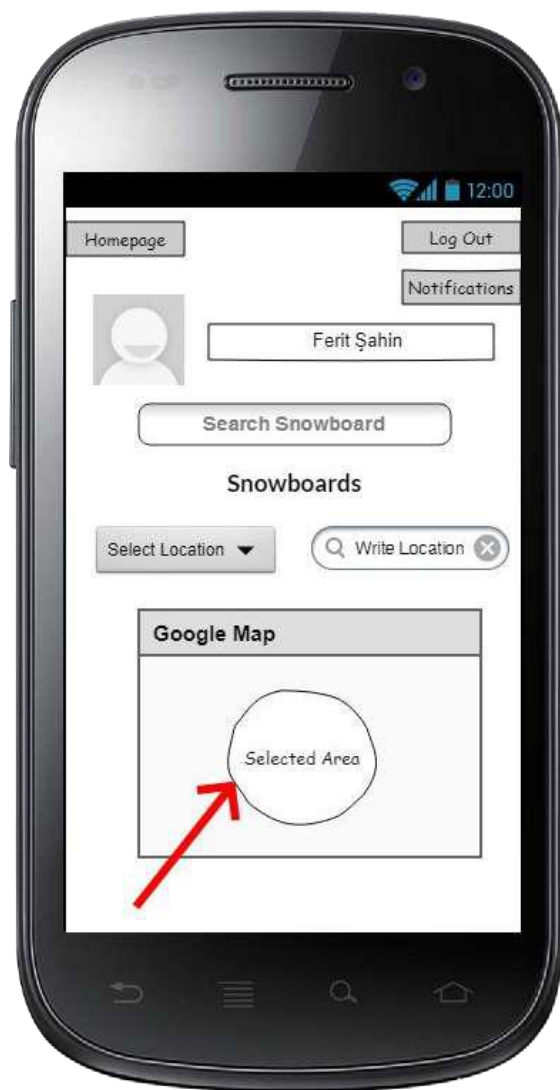 12:00
Homepage
Log Out
Notifications
Ferit Şahin
Search Snowboard
Snowboards
Select Location
Write Location
Google Map
Selected Area